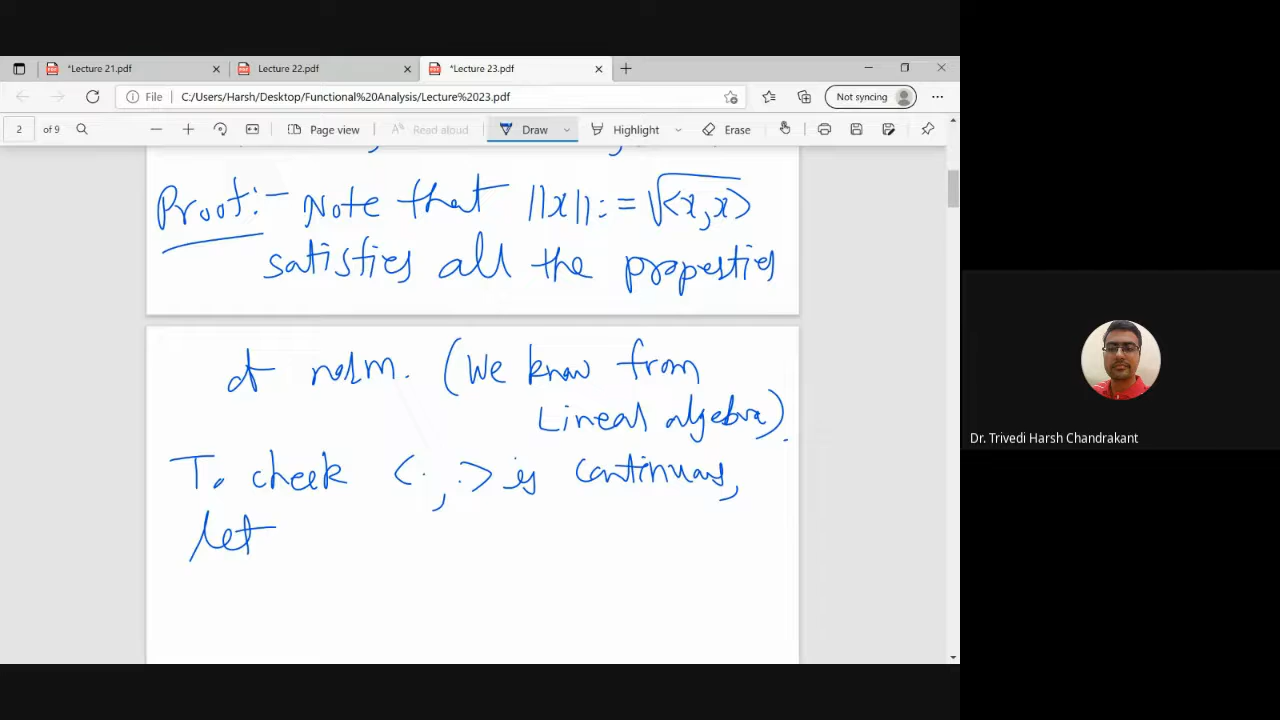 *Lecture 21.pdf
Lecture 22.pdf
*Lecture 23.pdf
File
C:/Users/Harsh/Desktop/Functional%20Analysis/Lecture%2023.pdf
Not syncing
2 of 9
Page view
Read aloud
Draw
Highlight
Erase
Proof:- Note that ||x|| := √<x,x>
satisfies all the properties
of norm. (We know from
Linear algebra).
To check <·,·> is continuous,
let
Dr. Trivedi Harsh Chandrakant